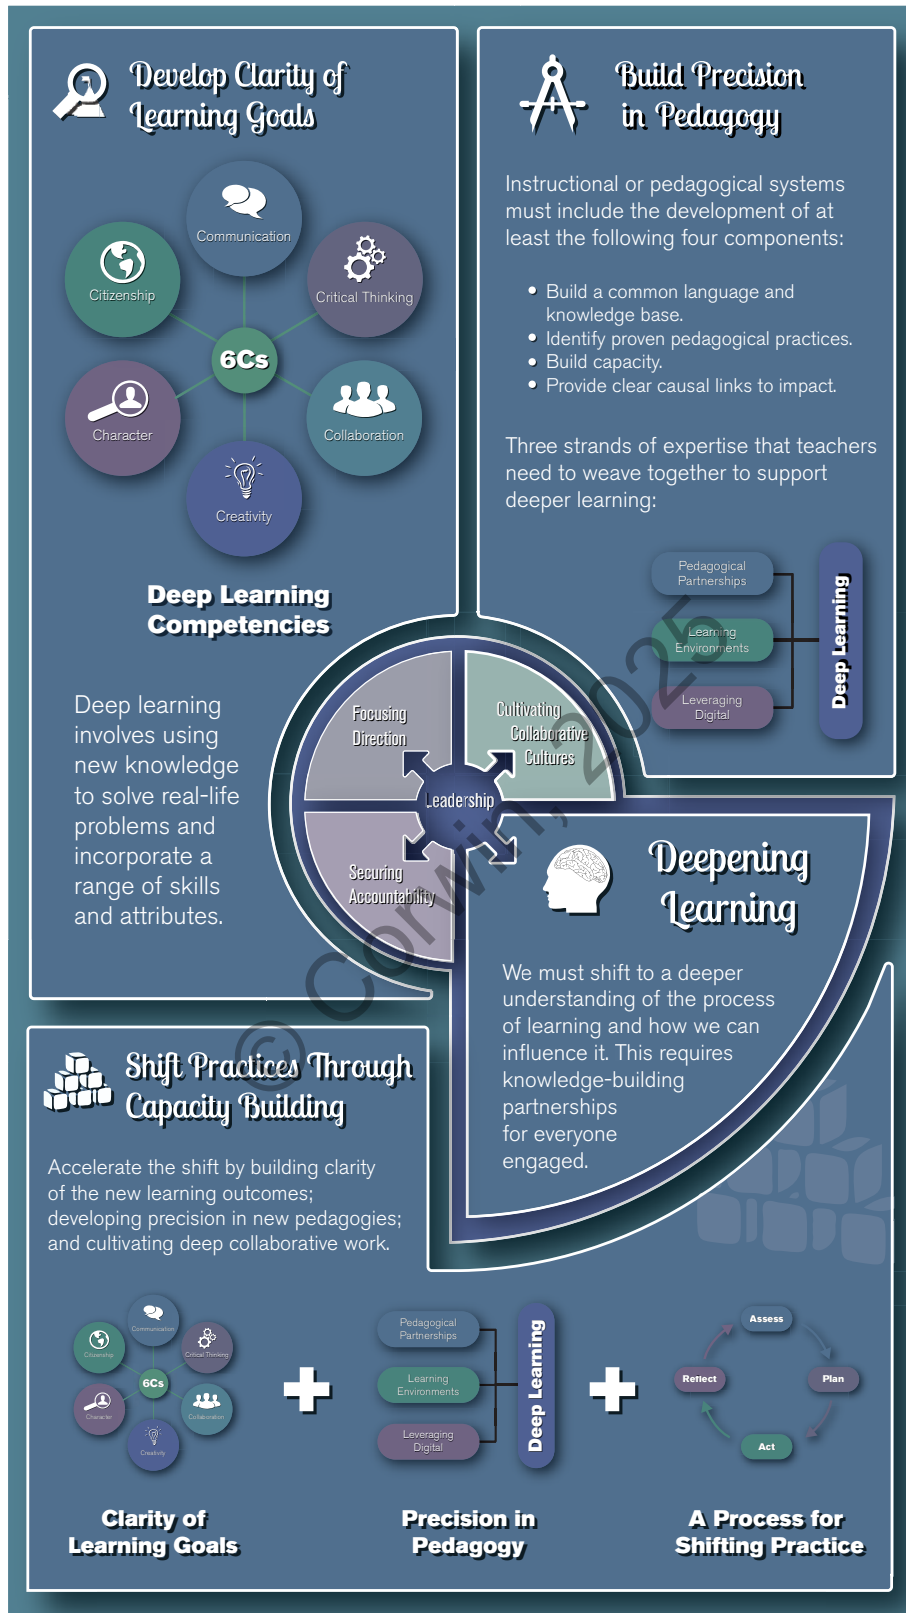 Develop Clarity of
Learning Goals
Communication
Citizenship
Critical Thinking
6Cs
Character
Collaboration
Creativity
Deep Learning
Competencies
Deep learning
involves using
new knowledge
to solve real-life
problems and
incorporate a
range of skills
and attributes.
Build Precision
in Pedagogy
Instructional or pedagogical systems
must include the development of at
least the following four components:
• Build a common language and
knowledge base.
• Identify proven pedagogical practices.
• Build capacity.
• Provide clear causal links to impact.
Three strands of expertise that teachers
need to weave together to support
deeper learning:
Pedagogical
Partnerships
Learning
Environments
Leveraging
Digital
Deep Learning
Focusing
Direction
Cultivating
Collaborative
Cultures
Leadership
Securing
Accountability
Deepening
Learning
We must shift to a deeper
understanding of the process
of learning and how we can
influence it. This requires
knowledge-building
partnerships
for everyone
engaged.
© Corwin, 2025
Shift Practices Through
Capacity Building
Accelerate the shift by building clarity
of the new learning outcomes;
developing precision in new pedagogies;
and cultivating deep collaborative work.
Communication
Citizenship
Critical Thinking
6Cs
Character
Collaboration
Creativity
Clarity of
Learning Goals
Pedagogical
Partnerships
Learning
Environments
Leveraging
Digital
Deep Learning
Precision in
Pedagogy
Assess
Reflect
Plan
Act
A Process for
Shifting Practice